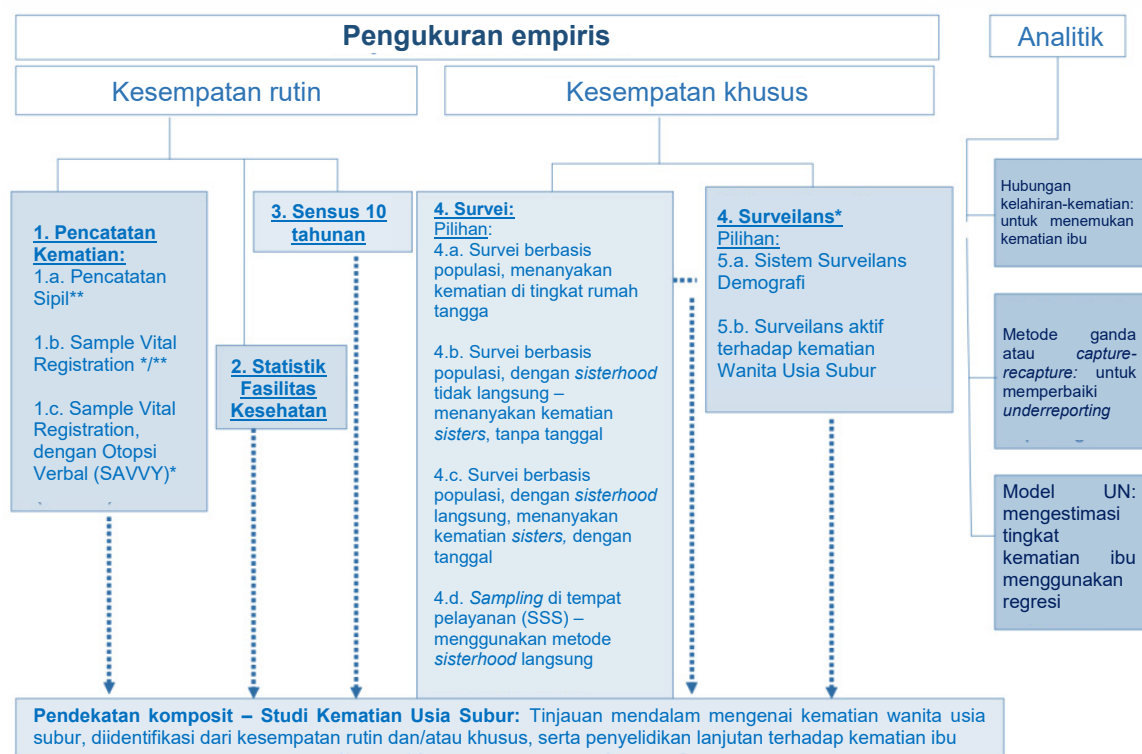 Pengukuran empiris
Analitik
Kesempatan rutin
Kesempatan khusus
1. Pencatatan
Kematian:
1.a. Pencatatan
Sipil**
1.b. Sample Vital
Registration */**
1.c. Sample Vital
Registration,
dengan Otopsi
Verbal (SAVVY)*
2. Statistik
Fasilitas
Kesehatan
3. Sensus 10
tahunan
4. Survei:
Pilihan:
4.a. Survei berbasis
populasi, menanyakan
kematian di tingkat rumah
tangga
4.b. Survei berbasis
populasi, dengan sisterhood
tidak langsung –
menanyakan kematian
sisters, tanpa tanggal
4.c. Survei berbasis
populasi, dengan sisterhood
langsung, menanyakan
kematian sisters, dengan
tanggal
4.d. Sampling di tempat
pelayanan (SSS) –
menggunakan metode
sisterhood langsung
4. Surveilans*
Pilihan:
5.a. Sistem Surveilans
Demografi
5.b. Surveilans aktif
terhadap kematian
Wanita Usia Subur
Hubungan
kelahiran-kematian:
untuk menemukan
kematian ibu
Metode ganda
atau capture-
recapture: untuk
memperbaiki
underreporting
Model UN:
mengestimasi
tingkat
kematian ibu
menggunakan
regresi
Pendekatan komposit – Studi Kematian Usia Subur: Tinjauan mendalam mengenai kematian wanita usia
subur, diidentifikasi dari kesempatan rutin dan/atau khusus, serta penyelidikan lanjutan terhadap kematian ibu